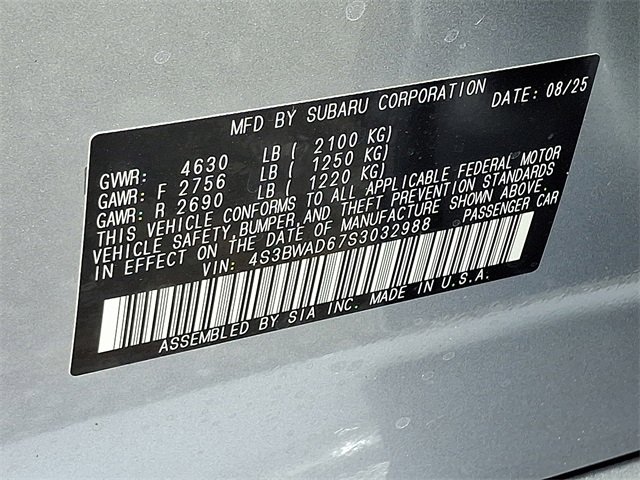 MFD BY SUBARU CORPORATION DATE: 08/25
GVWR: 4630 LB ( 2100 KG)
GAWR: F 2756 LB ( 1250 KG)
GAWR: R 2690 LB ( 1220 KG)
THIS VEHICLE CONFORMS TO ALL APPLICABLE FEDERAL MOTOR
VEHICLE SAFETY, BUMPER, AND THEFT PREVENTION STANDARDS
IN EFFECT ON THE DATE OF MANUFACTURE SHOWN ABOVE.
VIN: 4S3BWAD67S3032988 PASSENGER CAR
ASSEMBLED BY SIA INC. MADE IN U.S.A.